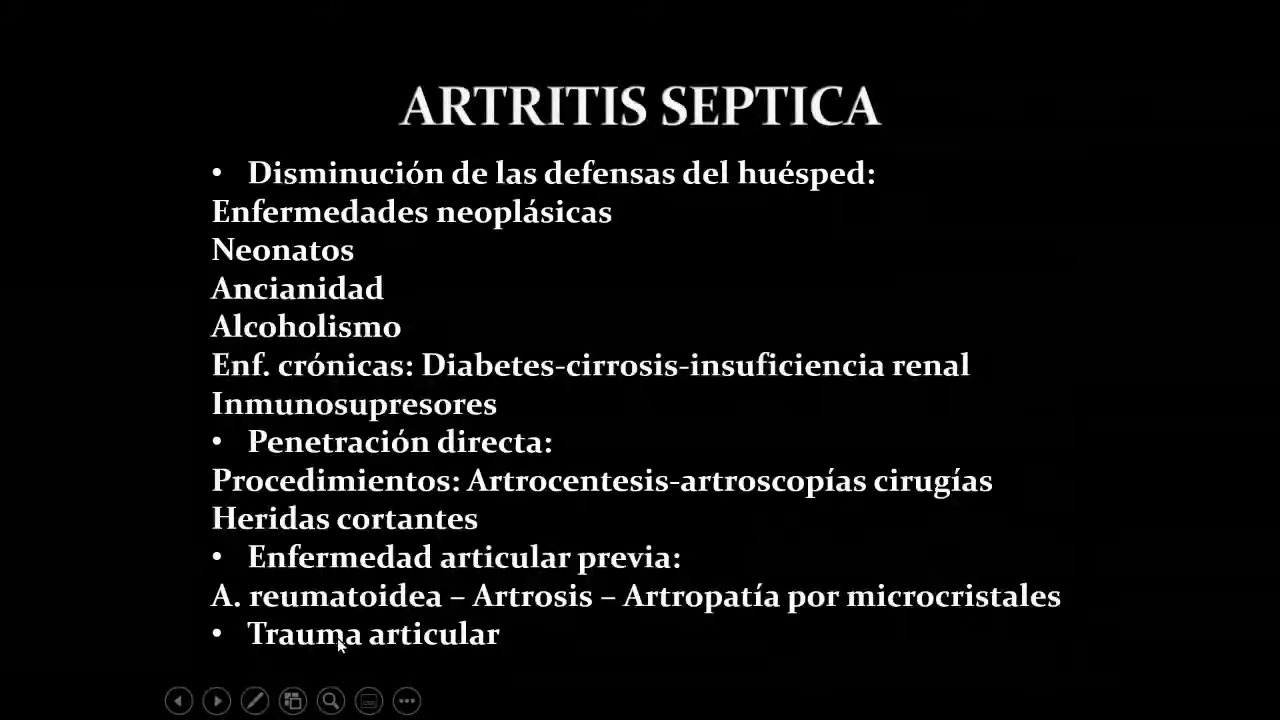 ARTRITIS SEPTICA
• Disminución de las defensas del huésped:
Enfermedades neoplásicas
Neonatos
Ancianidad
Alcoholismo
Enf. crónicas: Diabetes-cirrosis-insuficiencia renal
Inmunosupresores
• Penetración directa:
Procedimientos: Artrocentesis-artroscopías cirugías
Heridas cortantes
• Enfermedad articular previa:
A. reumatoidea – Artrosis – Artropatía por microcristales
• Trauma articular